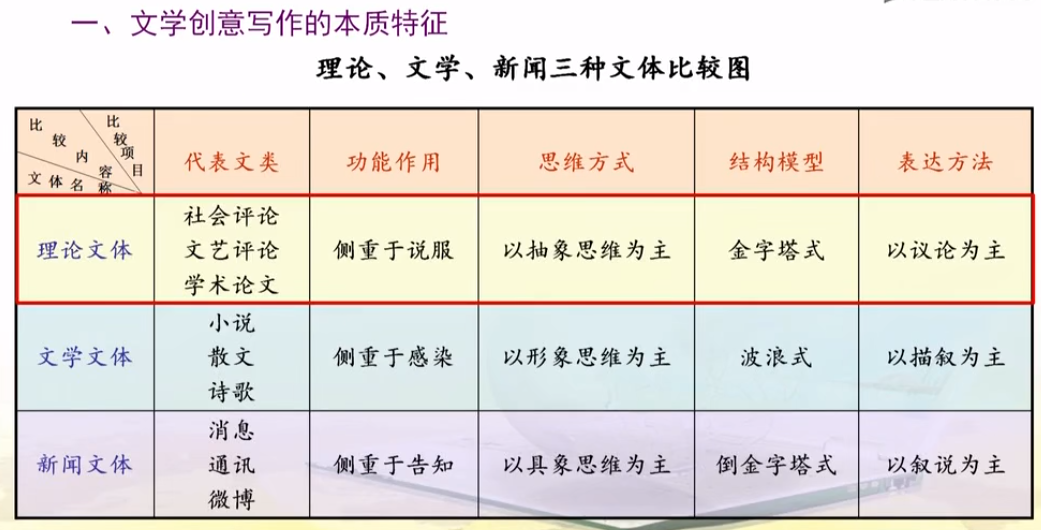 一、文学创意写作的本质特征
理论、文学、新闻三种文体比较图
比较项目
比较内容
文体名称
代表文类
功能作用
思维方式
结构模型
表达方法
理论文体
社会评论
文艺评论
学术论文
侧重于说服
以抽象思维为主
金字塔式
以议论为主
文学文体
小说
散文
诗歌
侧重于感染
以形象思维为主
波浪式
以描叙为主
新闻文体
消息
通讯
微博
侧重于告知
以具象思维为主
倒金字塔式
以叙说为主